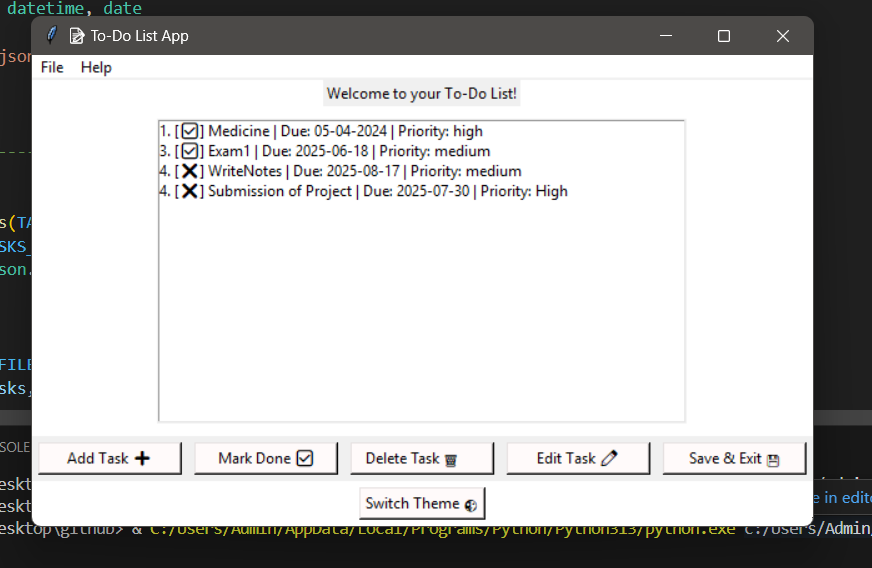 datetime, date
To-Do List App
json
File Help
Welcome to your To-Do List!
1. [☑] Medicine | Due: 05-04-2024 | Priority: high
3. [☑] Exam1 | Due: 2025-06-18 | Priority: medium
4. [❌] WriteNotes | Due: 2025-08-17 | Priority: medium
4. [❌] Submission of Project | Due: 2025-07-30 | Priority: High
s(TA
SKS_
son.
FILE
sks,
SOLE
Add Task ➕ Mark Done ☑ Delete Task 🗑 Edit Task ✏ Save & Exit 💾
eskt
Switch Theme 🌗
eskt e in edito
esktop\github> & C:/Users/Admin/AppData/Local/Programs/Python/Python313/python.exe c:/Users/Admin/